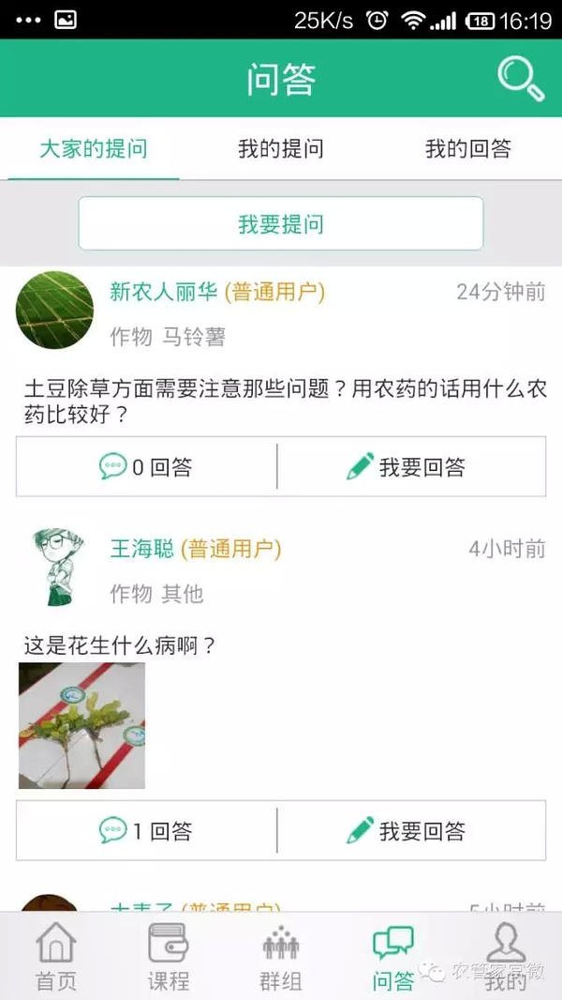 25K/s 18 16:19
问答
大家的提问 我的提问 我的回答
我要提问
新农人丽华 (普通用户) 24分钟前
作物 马铃薯
土豆除草方面需要注意那些问题？用农药的话用什么农
药比较好？
0 回答 我要回答
王海聪 (普通用户) 4小时前
作物 其他
这是花生什么病啊？
1 回答 我要回答
(普通用户) 5小时前
首页 课程 群组 问答 我的
农管家官微